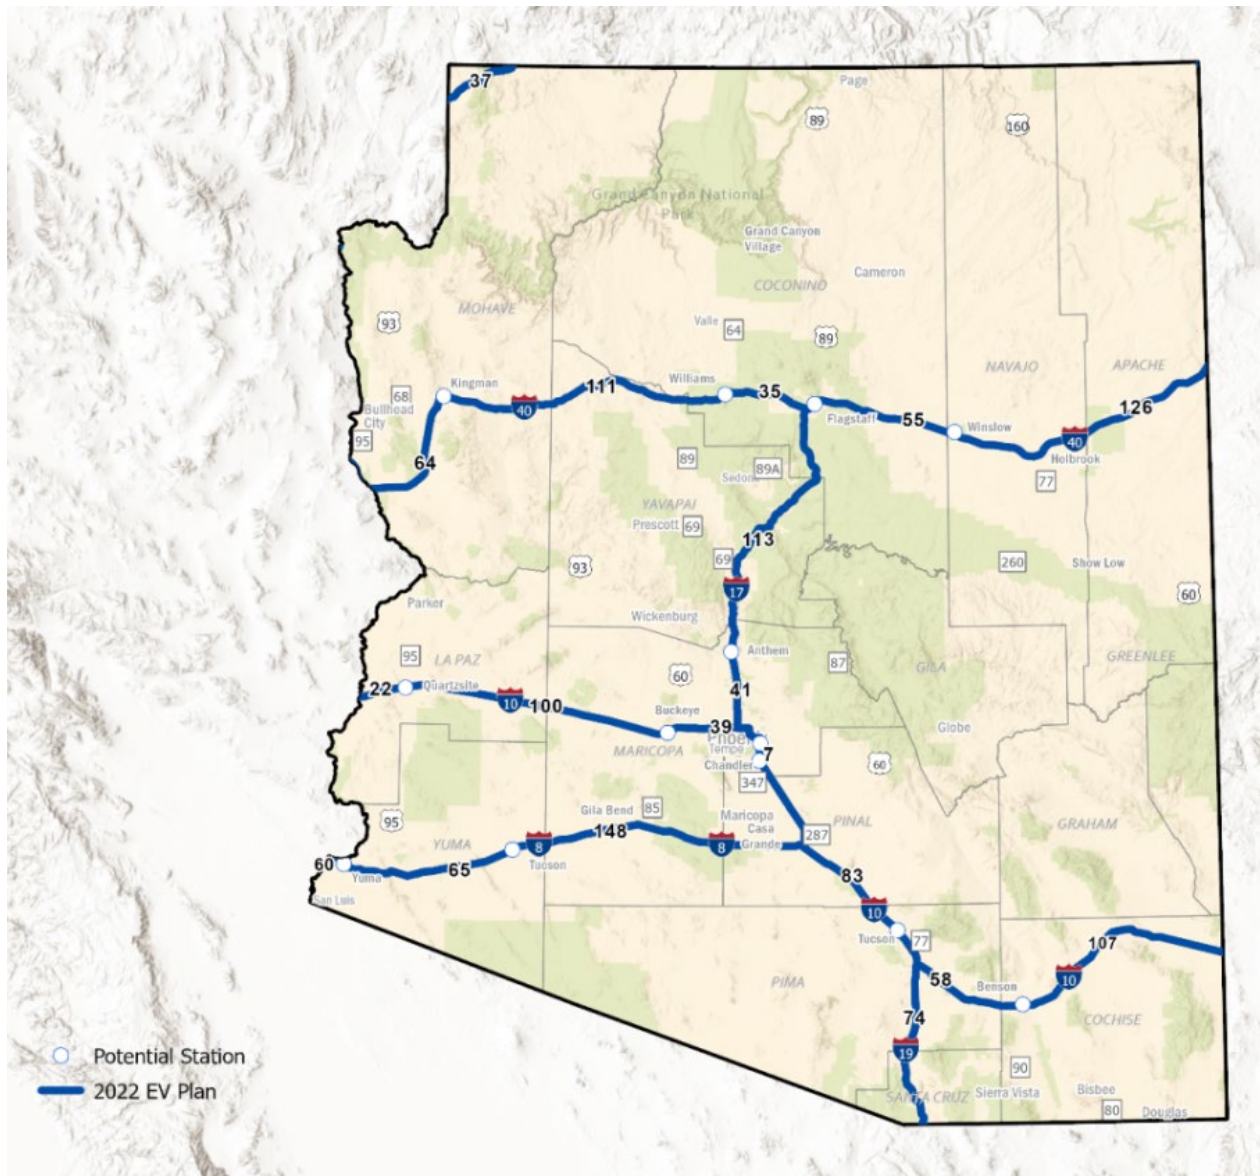 37
Page
89
160
Grand Canyon National
Park
Grand Canyon
Village
Cameron
COCONINO
MOHAVE
93
Valle
64
89
NAVAJO
APACHE
Kingman
111
Williams
35
68
40
126
Bullhead
City
Flagstaff
55
Winslow
95
40
64
89
89A
Holbrook
Sedona
77
YAVAPAI
Prescott
69
113
69
93
260
Show Low
17
60
Parker
Wickenburg
95
LA PAZ
Anthem
87
GILA
GREENLEE
22
Quartzsite
60
41
10
100
Buckeye
39
Globe
MARICOPA
Tempe
7
Chandler
60
347
Gila Bend
85
Maricopa
95
148
Casa
PINAL
YUMA
8
8
Grande
287
GRAHAM
60
65
Tucson
Yuma
83
San Luis
10
Tucson
77
107
58
Benson
10
PIMA
74
COCHISE
19
90
SANTA CRUZ
Sierra Vista
Bisbee
80
Douglas
Potential Station
2022 EV Plan